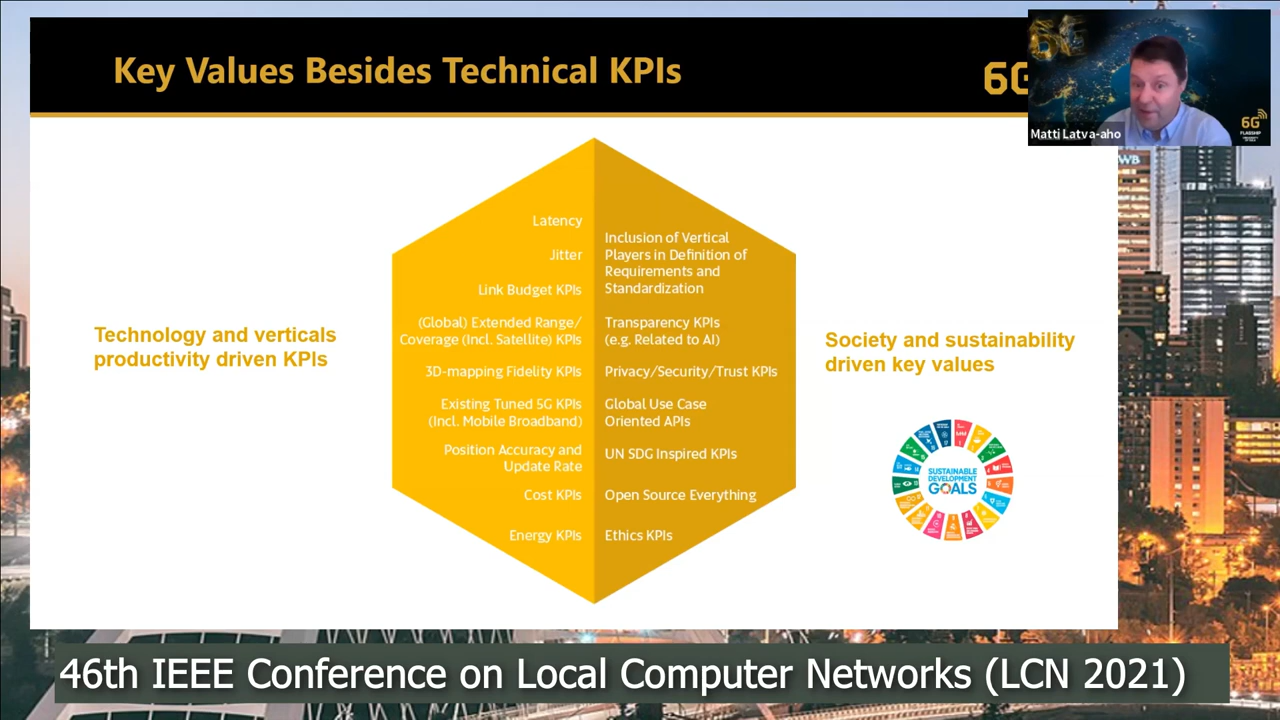 Key Values Besides Technical KPIs
6G
6G
Matti Latva-aho
6G
FLAGSHIP
WB
Latency
Jitter
Link Budget KPIs
(Global) Extended Range/
Coverage (Incl. Satellite) KPIs
3D-mapping Fidelity KPIs
Existing Tuned 5G KPIs
(Incl. Mobile Broadband)
Position Accuracy and
Update Rate
Cost KPIs
Energy KPIs
Inclusion of Vertical
Players in Definition of
Requirements and
Standardization
Transparency KPIs
(e.g. Related to AI)
Privacy/Security/Trust KPIs
Global Use Case
Oriented APIs
UN SDG Inspired KPIs
Open Source Everything
Ethics KPIs
Technology and verticals
productivity driven KPIs
Society and sustainability
driven key values
SUSTAINABLE
DEVELOPMENT
GOALS
46th IEEE Conference on Local Computer Networks (LCN 2021)